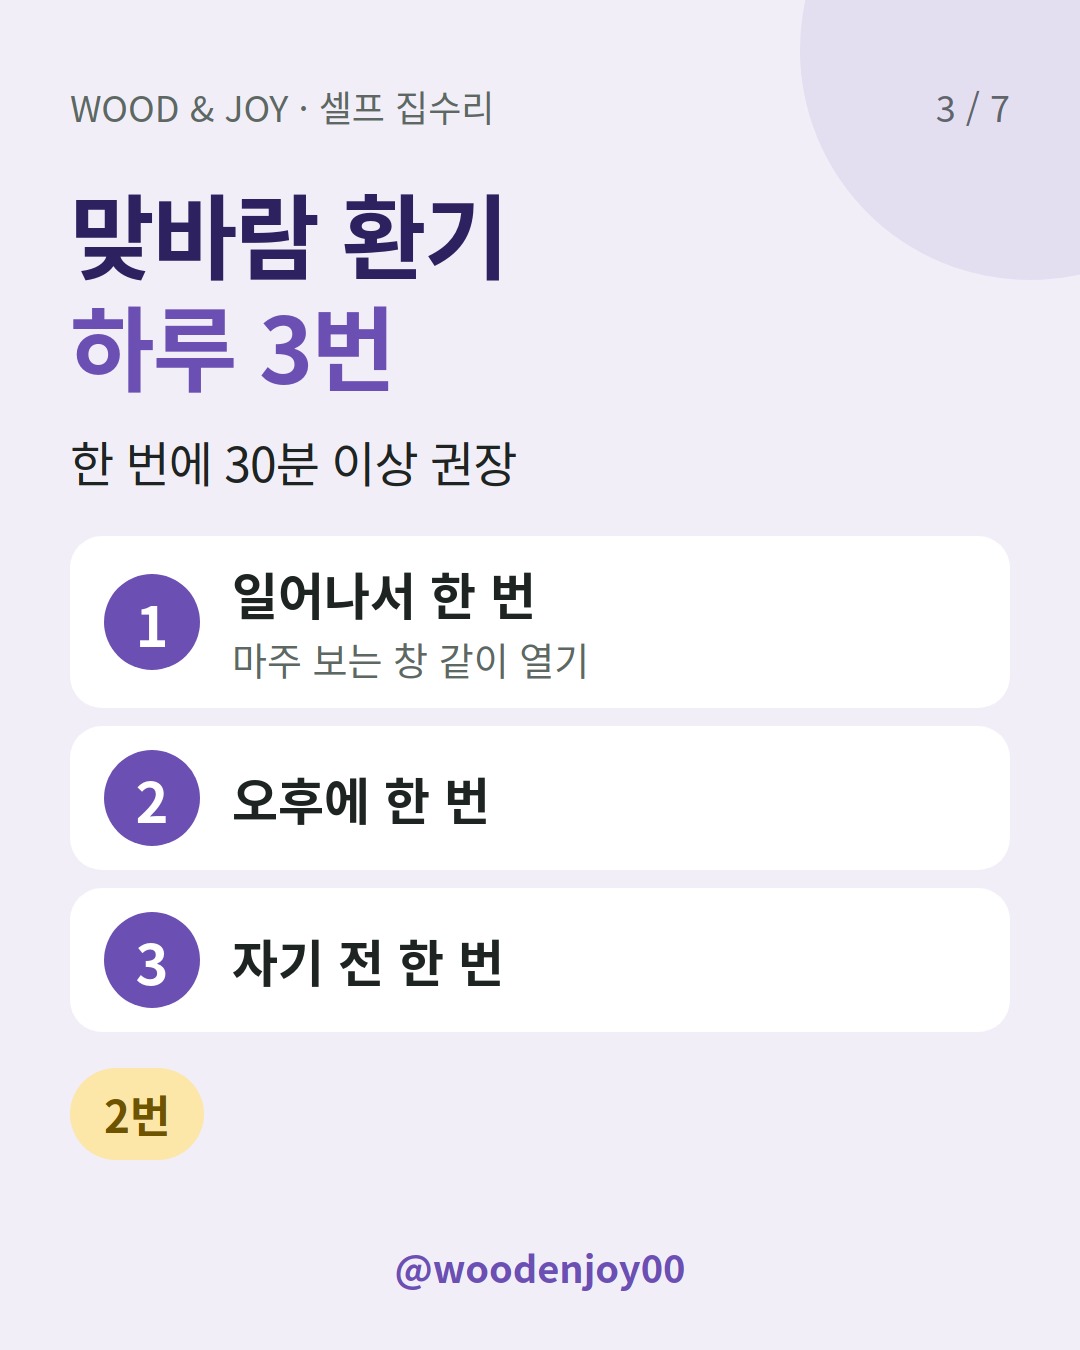 WOOD & JOY · 셀프 집수리
3 / 7
맞바람 환기
하루 3번
한 번에 30분 이상 권장
1
일어나서 한 번
마주 보는 창 같이 열기
2
오후에 한 번
3
자기 전 한 번
2번
@woodenjoy00